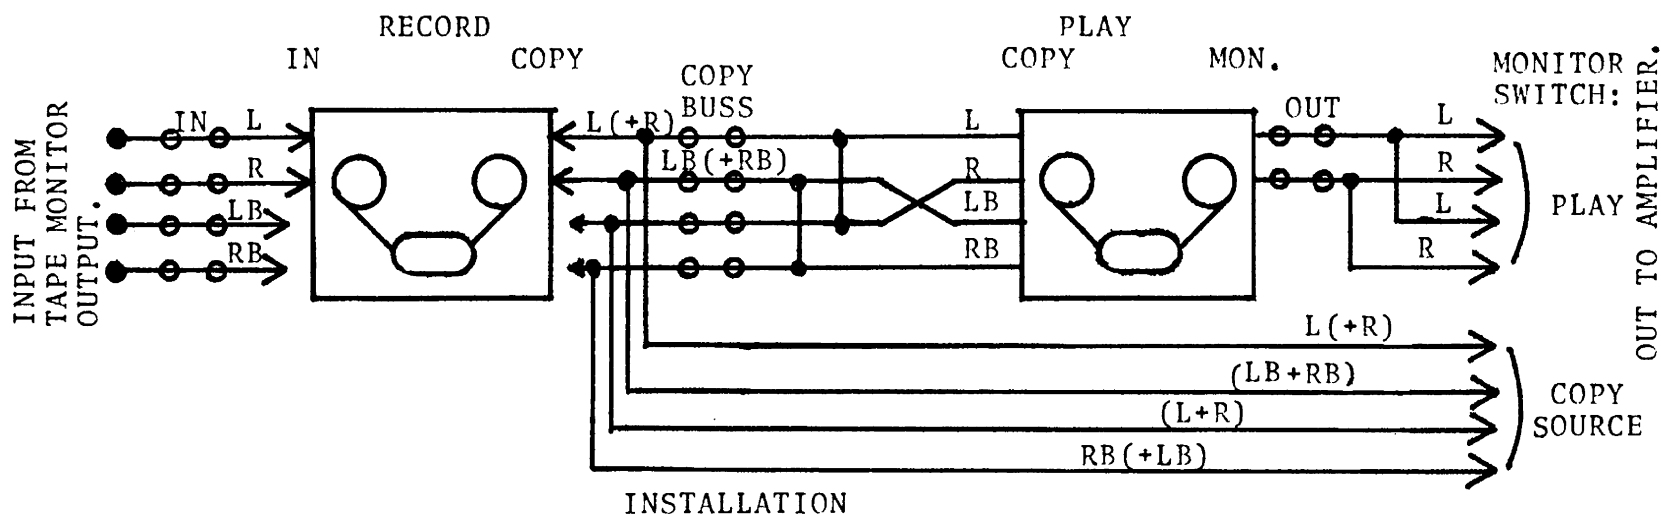 RECORD
PLAY
IN
COPY
COPY
MON.
COPY
BUSS
MONITOR
SWITCH:
INPUT FROM
TAPE MONITOR
OUTPUT.
IN
L
R
LB
RB
L(+R)
LB(+RB)
L
R
LB
RB
OUT
L
R
L
R
PLAY
OUT TO AMPLIFIER.
L(+R)
(LB+RB)
(L+R)
RB(+LB)
COPY
SOURCE
INSTALLATION